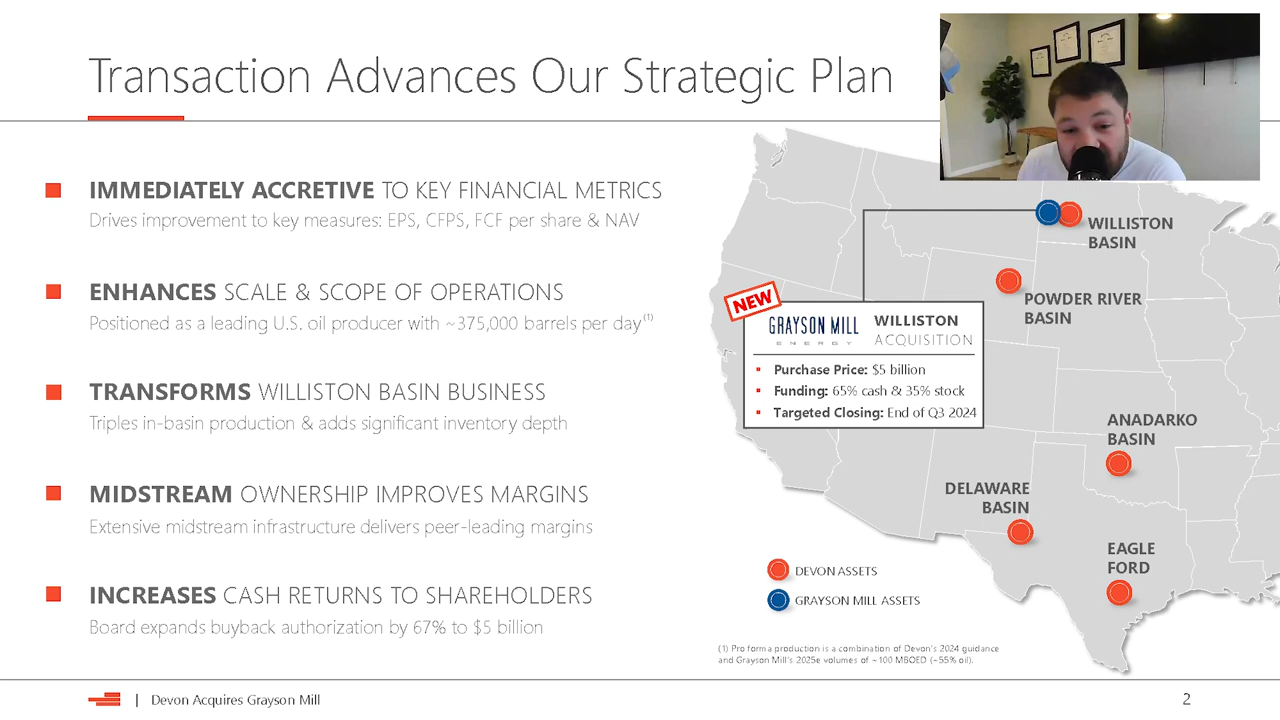 Transaction Advances Our Strategic Plan
IMMEDIATELY ACCRETIVE TO KEY FINANCIAL METRICS
Drives improvement to key measures: EPS, CFPS, FCF per share & NAV
ENHANCES SCALE & SCOPE OF OPERATIONS
Positioned as a leading U.S. oil producer with ~375,000 barrels per day(1)
TRANSFORMS WILLISTON BASIN BUSINESS
Triples in-basin production & adds significant inventory depth
MIDSTREAM OWNERSHIP IMPROVES MARGINS
Extensive midstream infrastructure delivers peer-leading margins
INCREASES CASH RETURNS TO SHAREHOLDERS
Board expands buyback authorization by 67% to $5 billion
WILLISTON
BASIN
POWDER RIVER
BASIN
NEW
GRAYSON MILL
ENERGY
WILLISTON
ACQUISITION
Purchase Price: $5 billion
Funding: 65% cash & 35% stock
Targeted Closing: End of Q3 2024
ANADARKO
BASIN
DELAWARE
BASIN
EAGLE
FORD
DEVON ASSETS
GRAYSON MILL ASSETS
(1) Pro forma production is a combination of Devon's 2024 guidance
and Grayson Mill's 2025e volumes of ~100 MBOED (~55% oil).
| Devon Acquires Grayson Mill
2